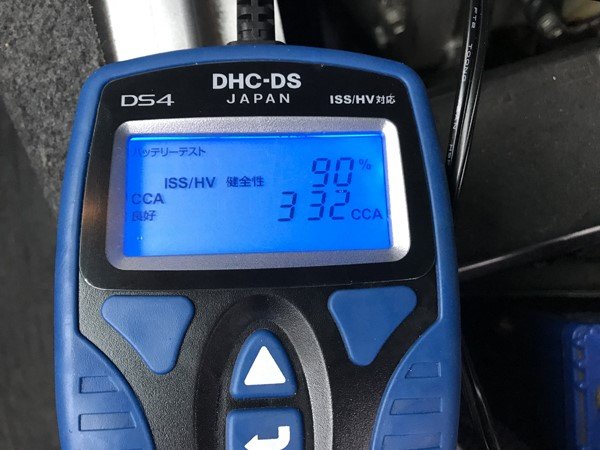 DHC-DS
JAPAN
DS4
ISS/HV対応
バッテリーテスト
ISS/HV 健全性 90%
CCA
332CCA
良好